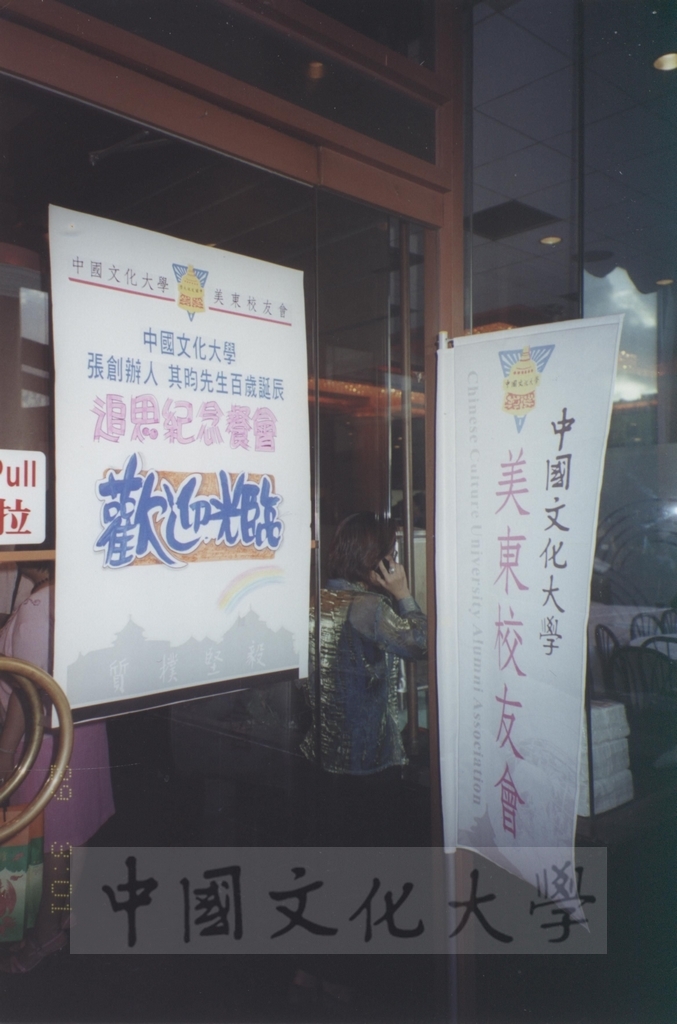 中國文化大學 美東校友會
中國文化大學
張創辦人 其昀先生百歲誕辰
追思紀念餐會
歡迎光臨
質樸堅毅
Pull
拉
中國文化大學
美東校友會
Chinese Culture University Alumni Association
中國文化大學